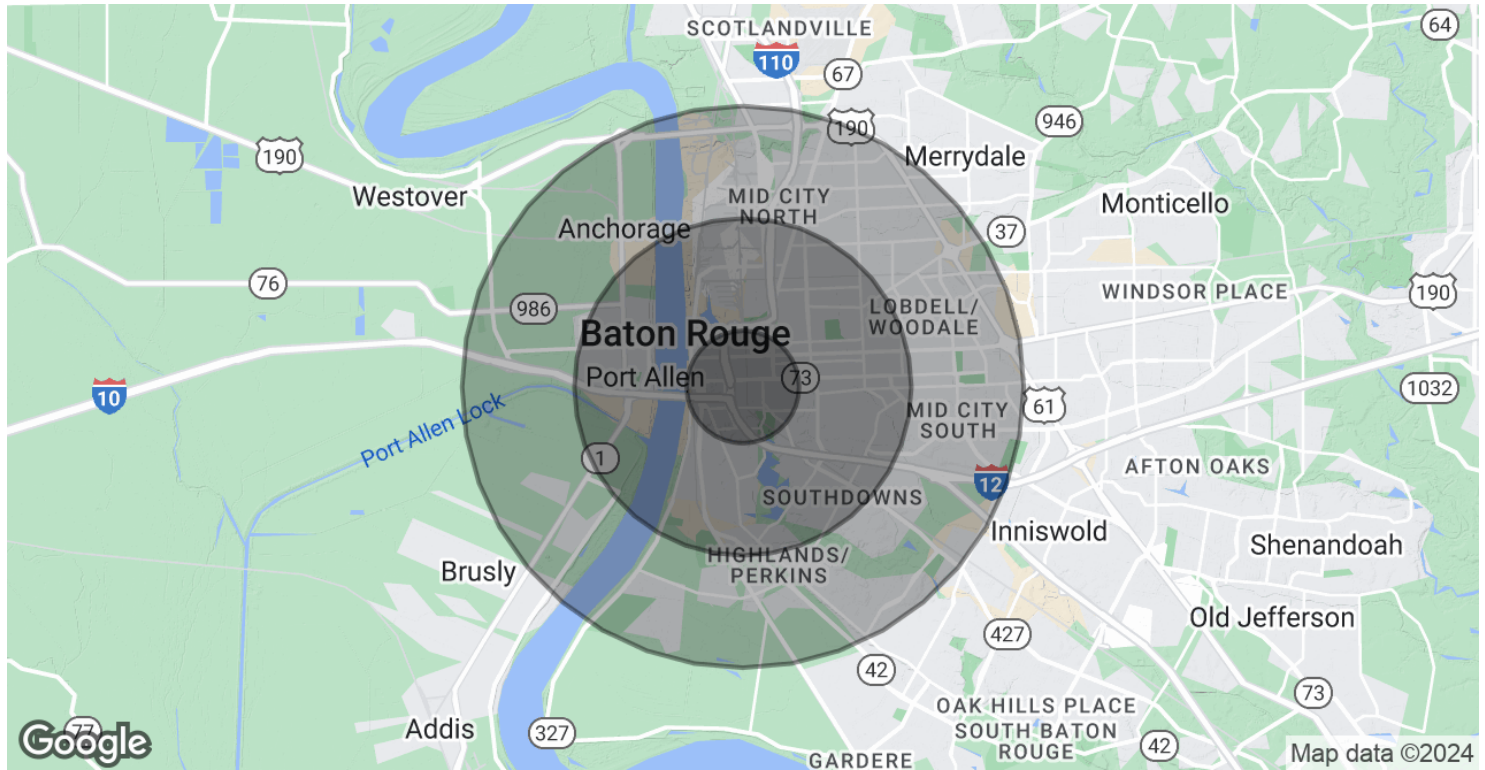 SCOTLANDVILLE
64
110
67
190
946
190
Merrydale
Westover
MID CITY
NORTH
Monticello
Anchorage
37
76
986
WINDSOR PLACE
190
LOBDELL/
WOODALE
Baton Rouge
Port Allen
73
10
1032
61
MID CITY
SOUTH
Port Allen Lock
1
AFTON OAKS
12
SOUTHDOWNS
Inniswold
Shenandoah
HIGHLANDS/
PERKINS
Brusly
Old Jefferson
427
42
73
OAK HILLS PLACE
SOUTH BATON
ROUGE
77
Addis
327
42
GARDERE
Google
Map data ©2024